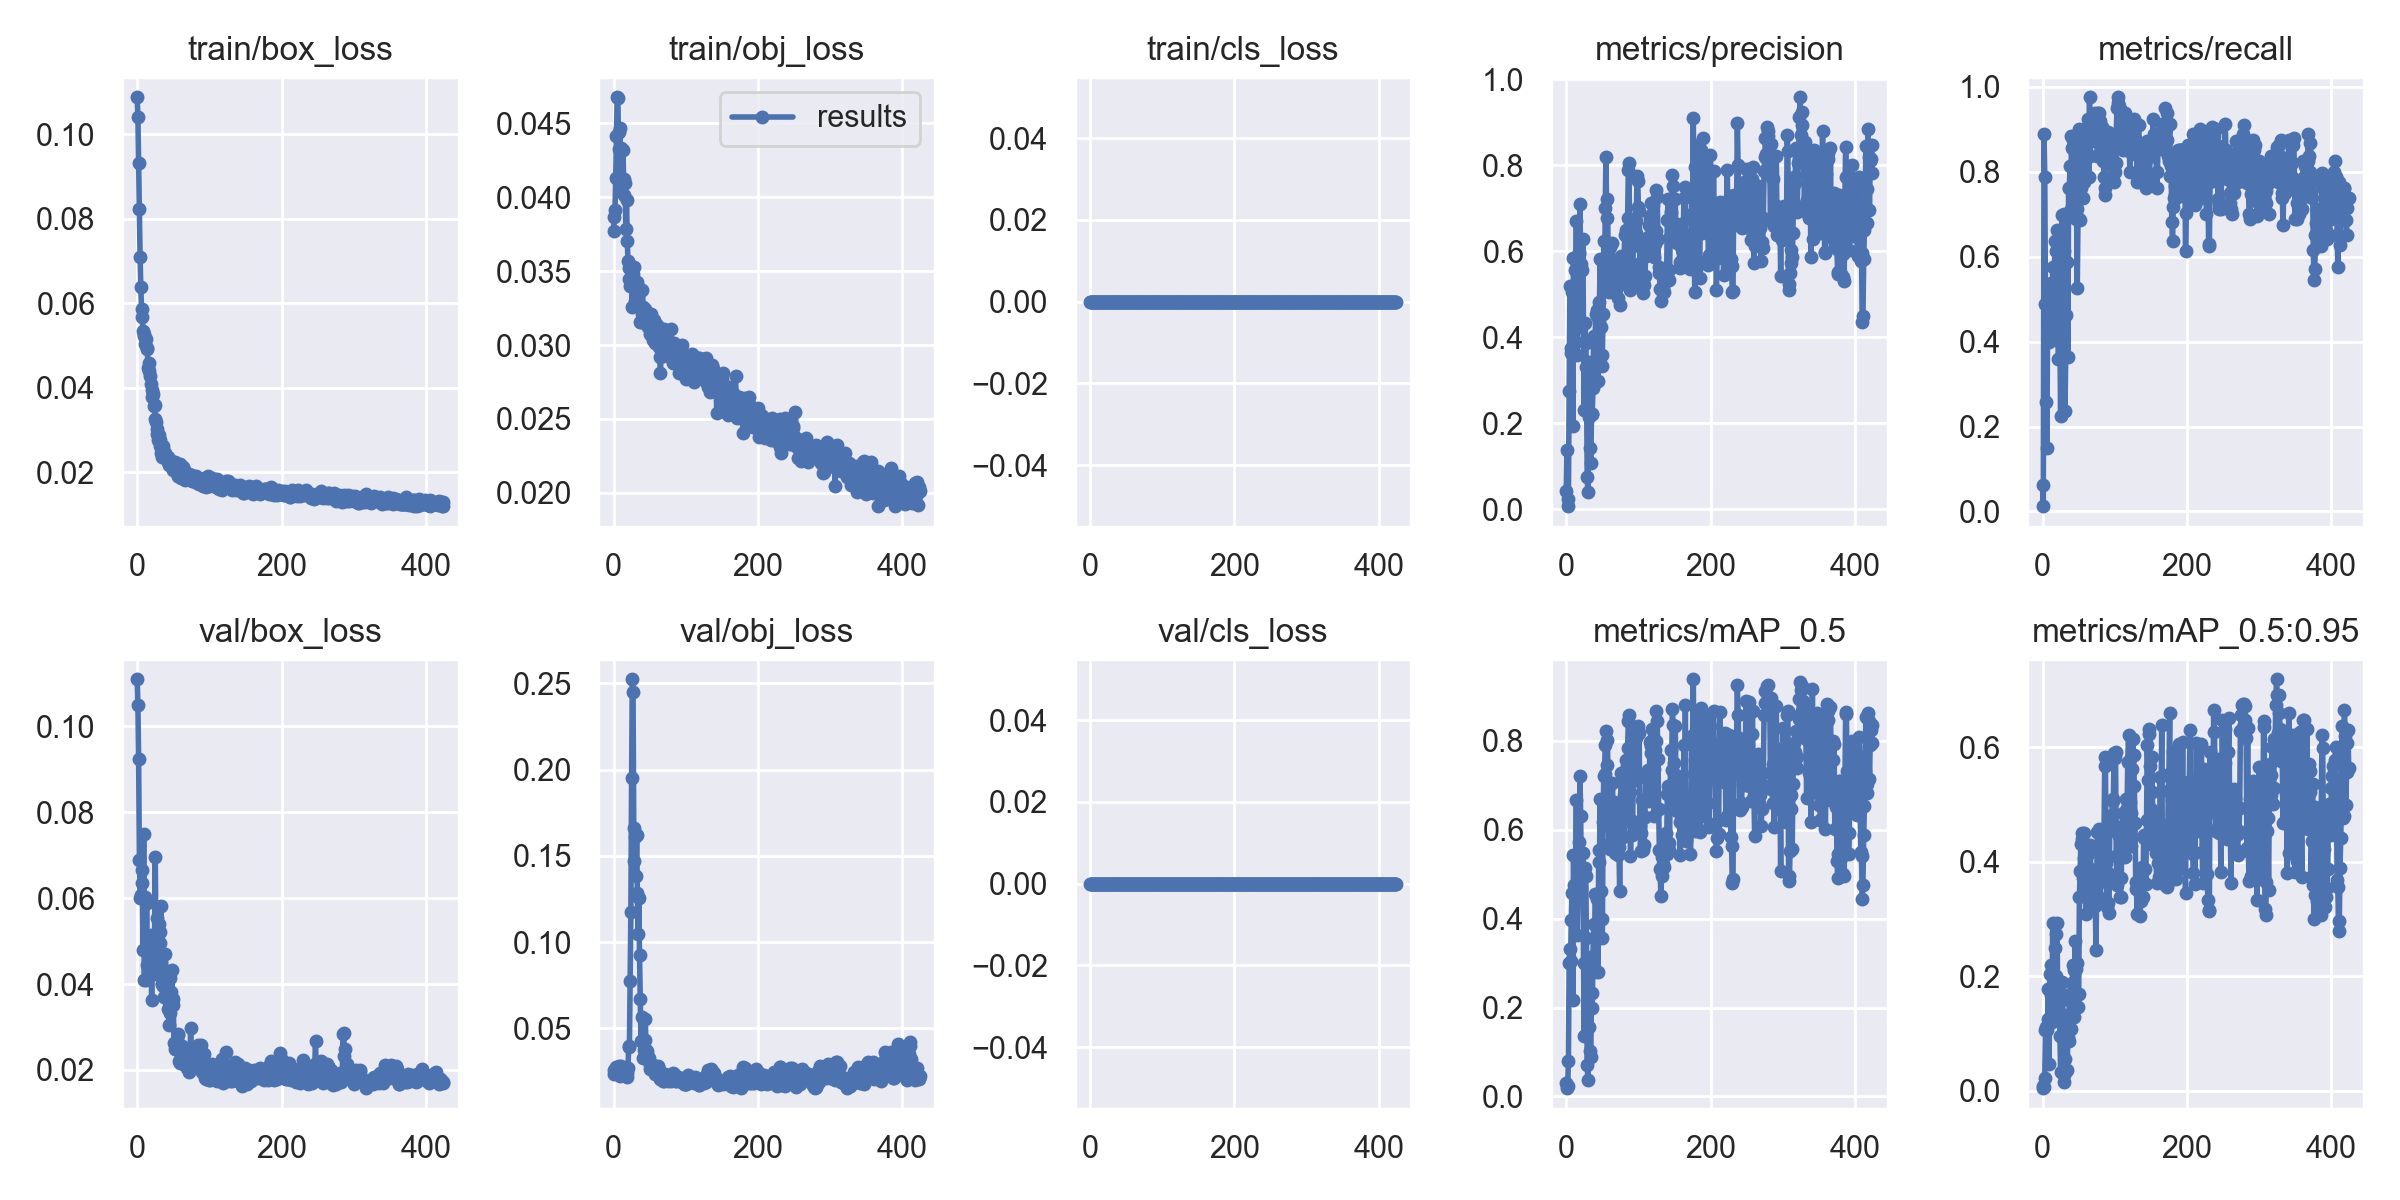 train/box_loss
0.10
0.08
0.06
0.04
0.02
0 200 400
train/obj_loss
results
0.045
0.040
0.035
0.030
0.025
0.020
0 200 400
train/cls_loss
0.04
0.02
0.00
−0.02
−0.04
0 200 400
metrics/precision
1.0
0.8
0.6
0.4
0.2
0.0
0 200 400
metrics/recall
1.0
0.8
0.6
0.4
0.2
0.0
0 200 400
val/box_loss
0.10
0.08
0.06
0.04
0.02
0 200 400
val/obj_loss
0.25
0.20
0.15
0.10
0.05
0 200 400
val/cls_loss
0.04
0.02
0.00
−0.02
−0.04
0 200 400
metrics/mAP_0.5
0.8
0.6
0.4
0.2
0.0
0 200 400
metrics/mAP_0.5:0.95
0.6
0.4
0.2
0.0
0 200 400